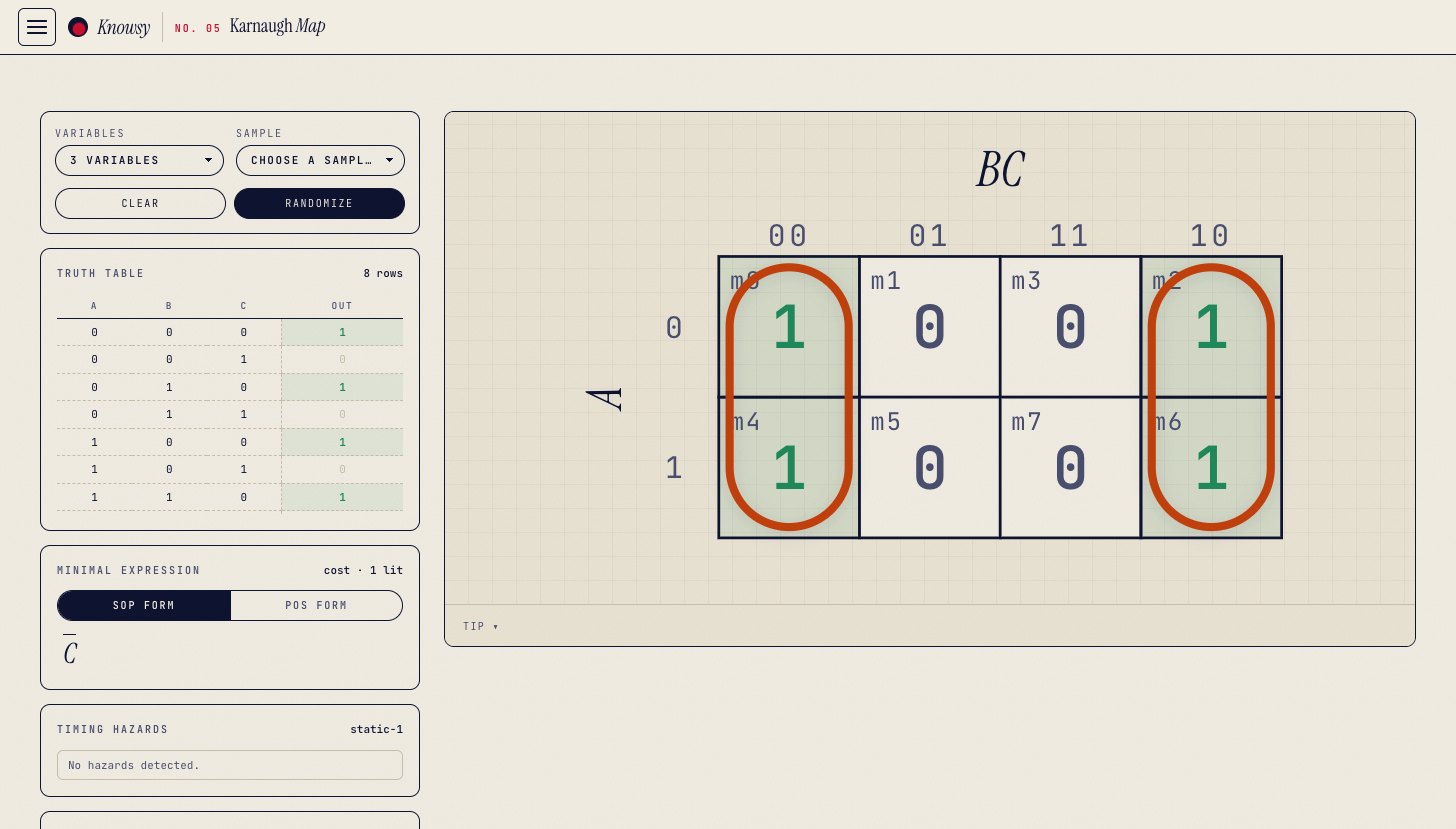 Knowsy NO. 05 Karnaugh Map
VARIABLES SAMPLE
3 VARIABLES CHOOSE A SAMPL…
CLEAR RANDOMIZE
TRUTH TABLE 8 rows
A B C OUT
0 0 0 1
0 0 1 0
0 1 0 1
0 1 1 0
1 0 0 1
1 0 1 0
1 1 0 1
MINIMAL EXPRESSION cost · 1 lit
SOP FORM POS FORM
C̅
TIMING HAZARDS static-1
No hazards detected.
BC
00 01 11 10
m0 m1 m3 m2
0 1 0 0 1
A
m4 m5 m7 m6
1 1 0 0 1
TIP ▾